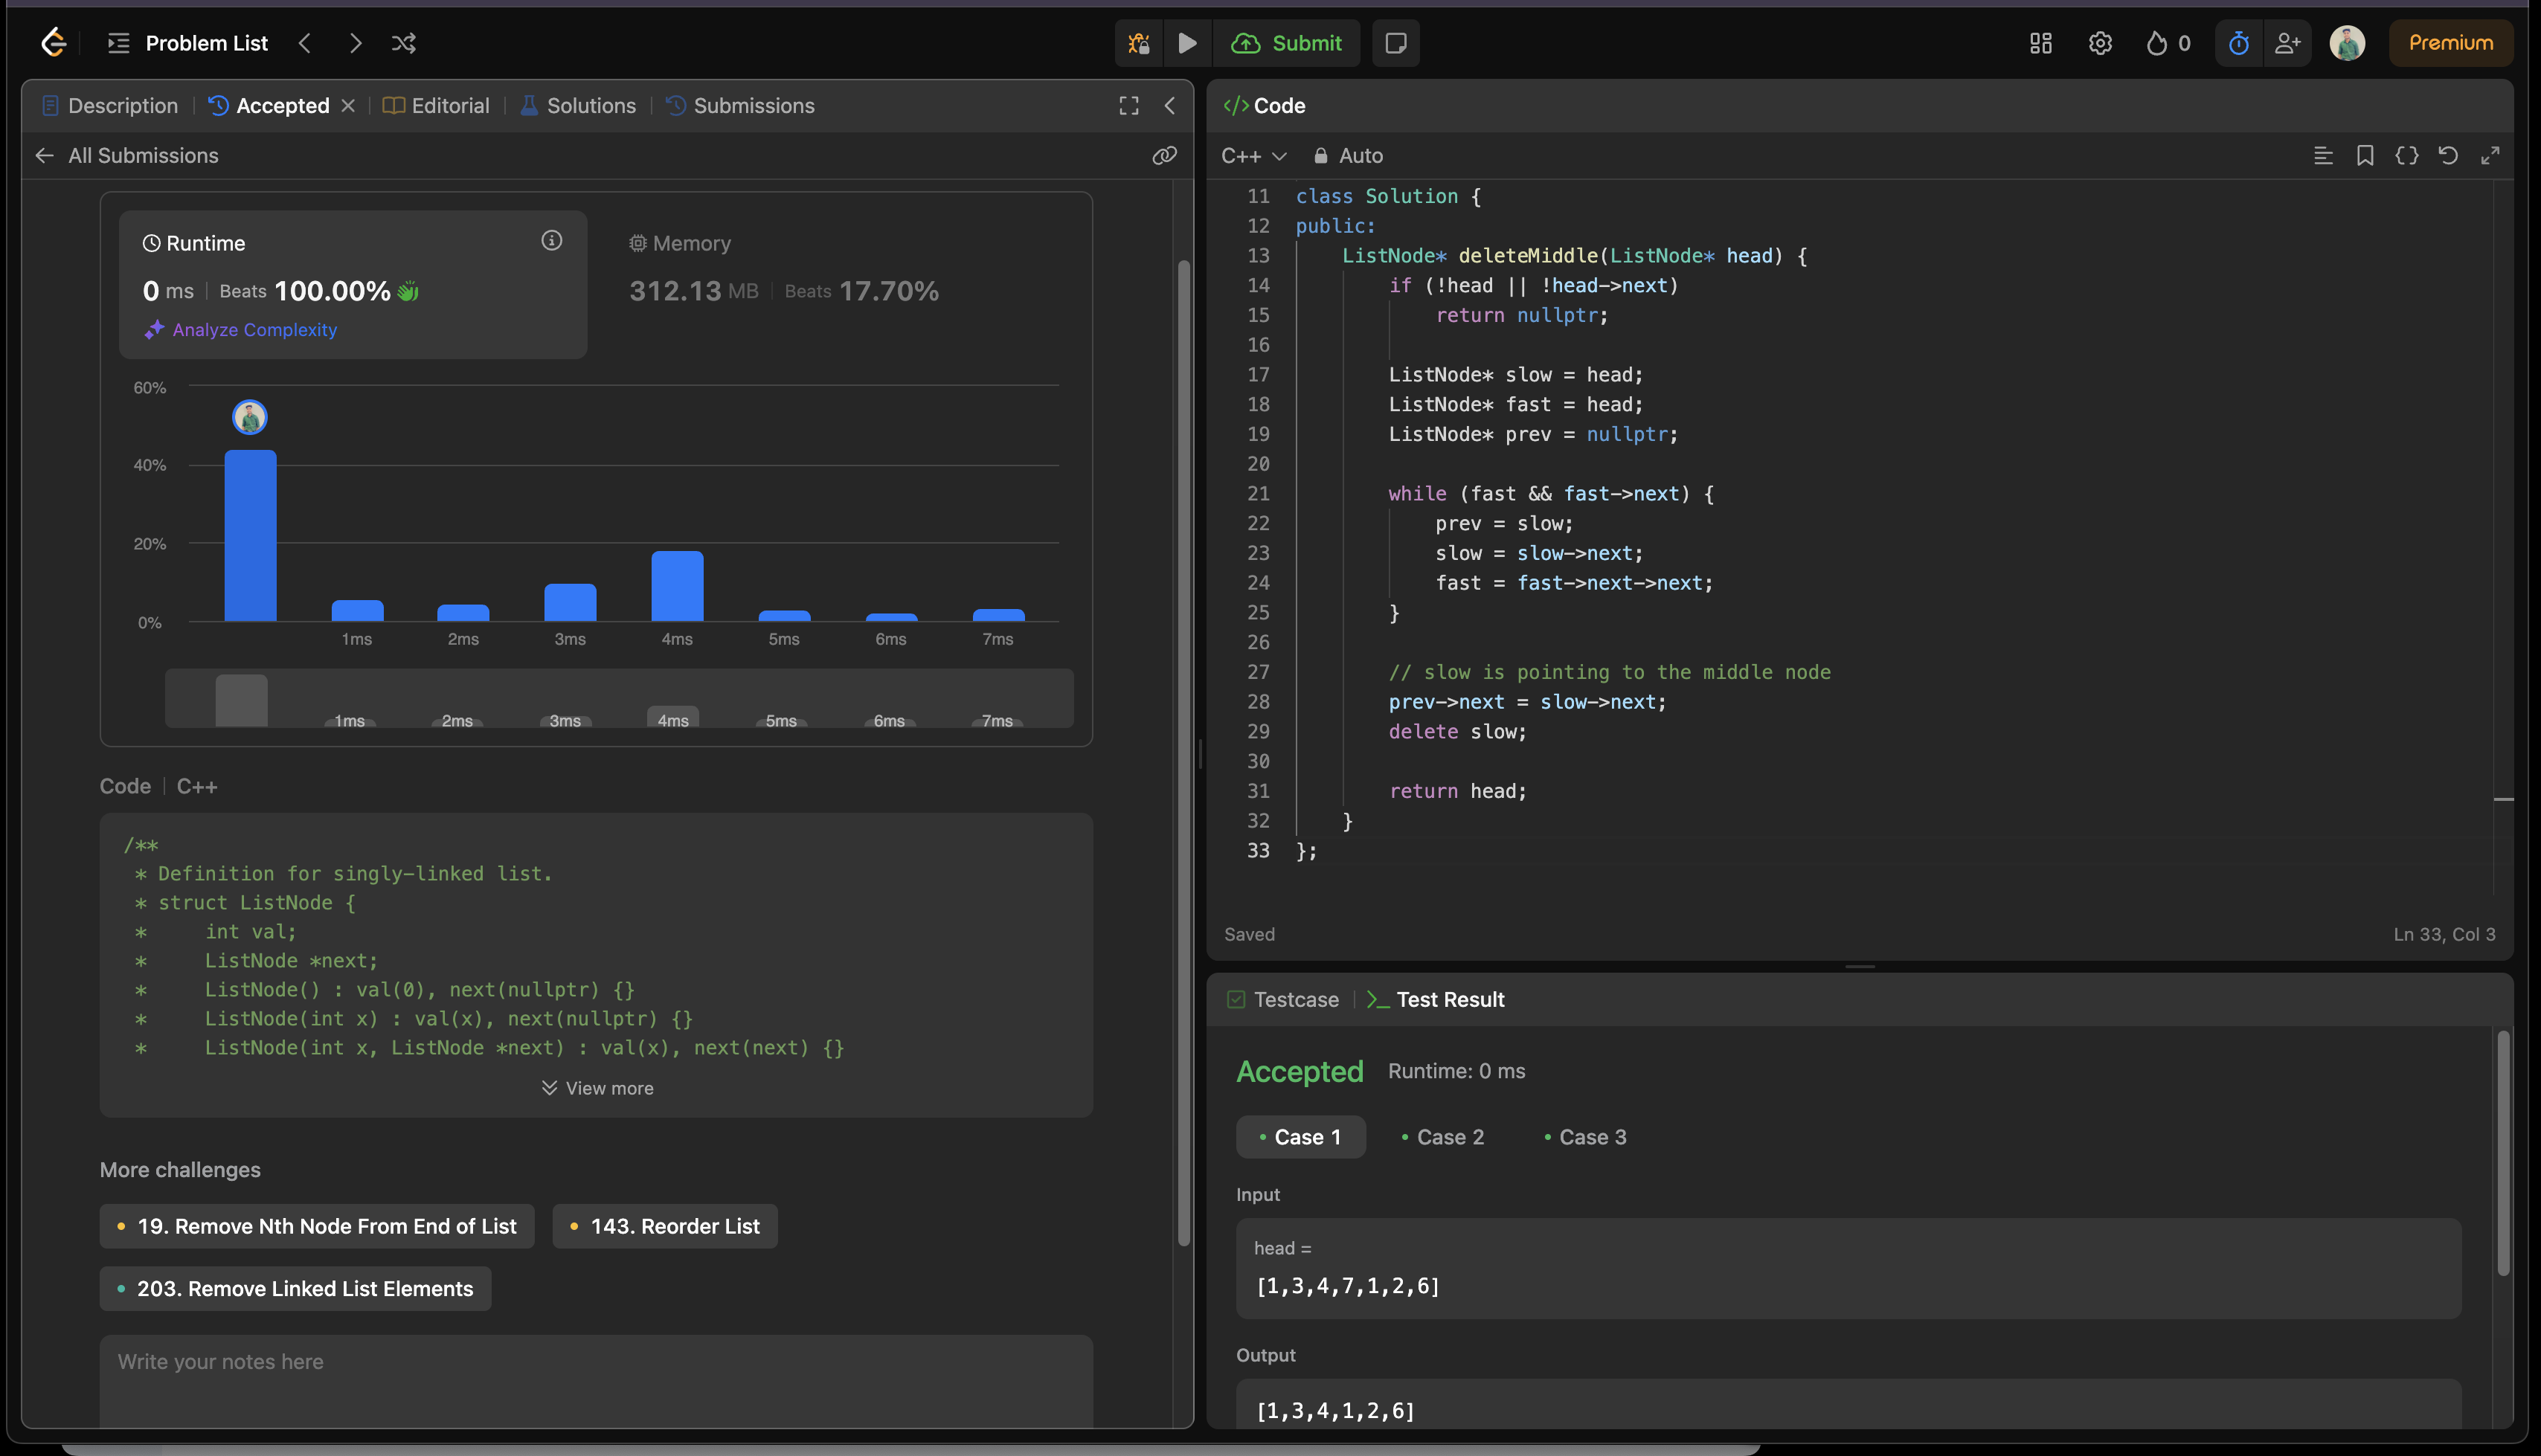 Problem List
Submit
0
Premium
Description
Accepted
Editorial
Solutions
Submissions
All Submissions
Runtime
0 ms | Beats 100.00%
Analyze Complexity
Memory
312.13 MB | Beats 17.70%
60%
40%
20%
0%
1ms 2ms 3ms 4ms 5ms 6ms 7ms
1ms 2ms 3ms 4ms 5ms 6ms 7ms
Code | C++
/**
* Definition for singly-linked list.
* struct ListNode {
*     int val;
*     ListNode *next;
*     ListNode() : val(0), next(nullptr) {}
*     ListNode(int x) : val(x), next(nullptr) {}
*     ListNode(int x, ListNode *next) : val(x), next(next) {}
View more
More challenges
19. Remove Nth Node From End of List
143. Reorder List
203. Remove Linked List Elements
Write your notes here
</> Code
C++ Auto
11 class Solution {
12 public:
13     ListNode* deleteMiddle(ListNode* head) {
14         if (!head || !head->next)
15             return nullptr;
16
17         ListNode* slow = head;
18         ListNode* fast = head;
19         ListNode* prev = nullptr;
20
21         while (fast && fast->next) {
22             prev = slow;
23             slow = slow->next;
24             fast = fast->next->next;
25         }
26
27         // slow is pointing to the middle node
28         prev->next = slow->next;
29         delete slow;
30
31         return head;
32     }
33 };
Saved
Ln 33, Col 3
Testcase
Test Result
Accepted Runtime: 0 ms
Case 1 Case 2 Case 3
Input
head =
[1,3,4,7,1,2,6]
Output
[1,3,4,1,2,6]